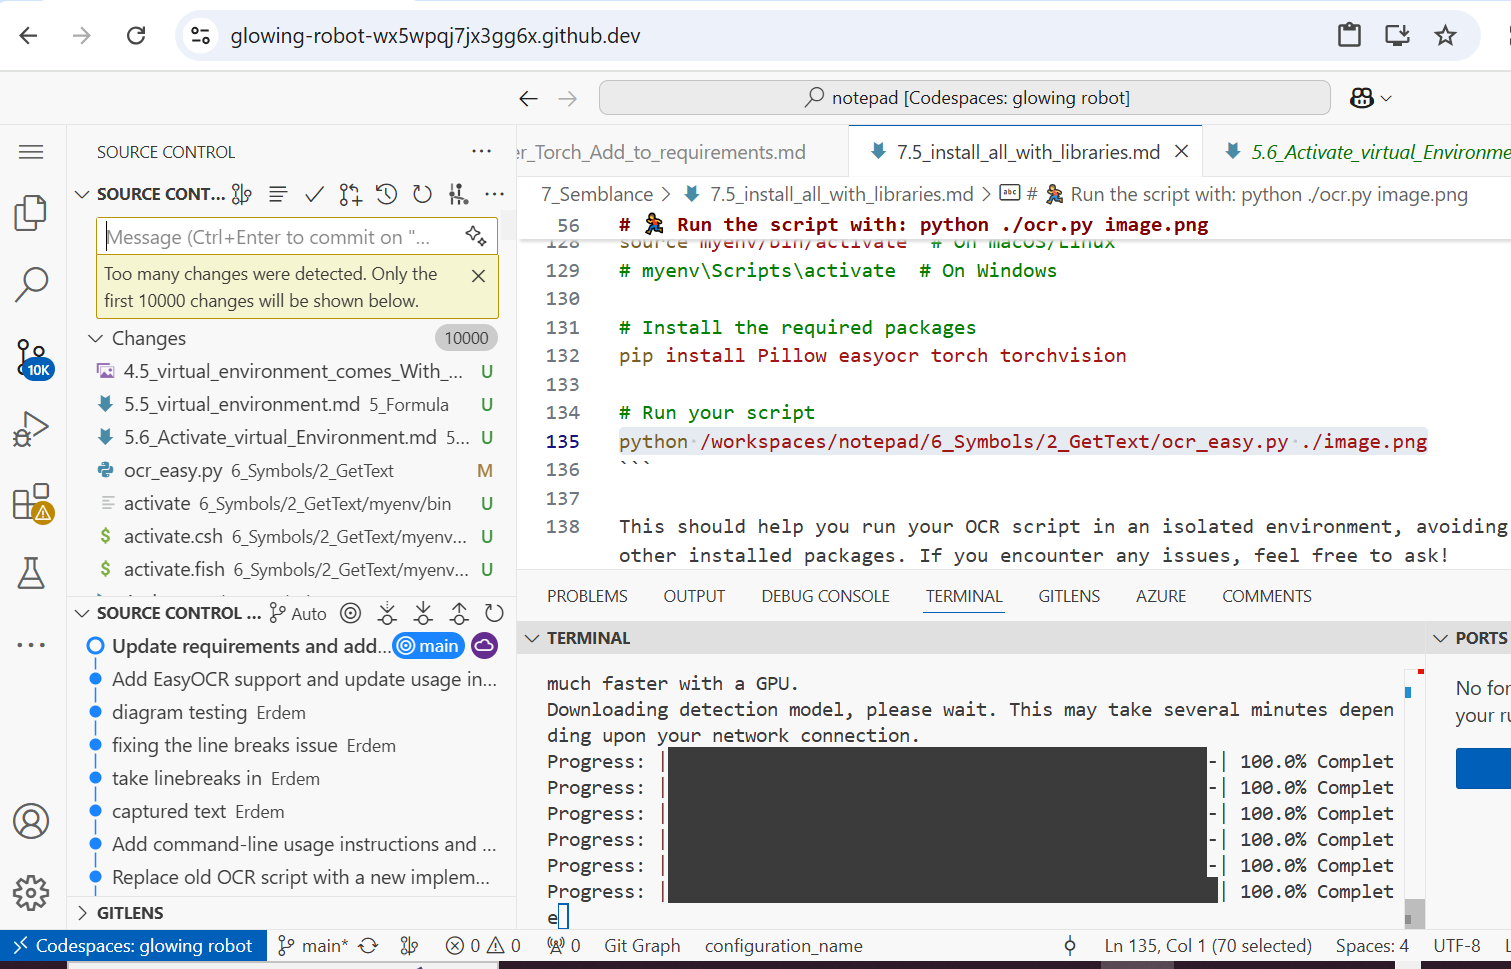 glowing-robot-wx5wpqj7jx3gg6x.github.dev
notepad [Codespaces: glowing robot]
SOURCE CONTROL
SOURCE CONT...
Message (Ctrl+Enter to commit on "...
Too many changes were detected. Only the
first 10000 changes will be shown below.
Changes 10000
10K
4.5_virtual_environment_comes_With_... U
5.5_virtual_environment.md 5_Formula U
5.6_Activate_virtual_Environment.md 5... U
ocr_easy.py 6_Symbols/2_GetText M
activate 6_Symbols/2_GetText/myenv/bin U
activate.csh 6_Symbols/2_GetText/myenv... U
activate.fish 6_Symbols/2_GetText/myenv... U
SOURCE CONTROL ... Auto
Update requirements and add... main
Add EasyOCR support and update usage in...
diagram testing Erdem
fixing the line breaks issue Erdem
take linebreaks in Erdem
captured text Erdem
Add command-line usage instructions and ...
Replace old OCR script with a new implem...
GITLENS
er_Torch_Add_to_requirements.md
7.5_install_all_with_libraries.md
5.6_Activate_virtual_Environme
7_Semblance > 7.5_install_all_with_libraries.md > abc # Run the script with: python ./ocr.py image.png
56 # Run the script with: python ./ocr.py image.png
128 source myenv/bin/activate # On macOS/Linux
129 # myenv\Scripts\activate # On Windows
130
131 # Install the required packages
132 pip install Pillow easyocr torch torchvision
133
134 # Run your script
135 python /workspaces/notepad/6_Symbols/2_GetText/ocr_easy.py ./image.png
136 ```
137
138 This should help you run your OCR script in an isolated environment, avoiding
other installed packages. If you encounter any issues, feel free to ask!
PROBLEMS OUTPUT DEBUG CONSOLE TERMINAL GITLENS AZURE COMMENTS
TERMINAL
much faster with a GPU.
Downloading detection model, please wait. This may take several minutes depen
ding upon your network connection.
Progress: | -| 100.0% Complet
Progress: | -| 100.0% Complet
Progress: | -| 100.0% Complet
Progress: | -| 100.0% Complet
Progress: | -| 100.0% Complet
Progress: | | 100.0% Complet
e
PORTS
No for
your ru
Codespaces: glowing robot main* 0 0 0 Git Graph configuration_name Ln 135, Col 1 (70 selected) Spaces: 4 UTF-8 L